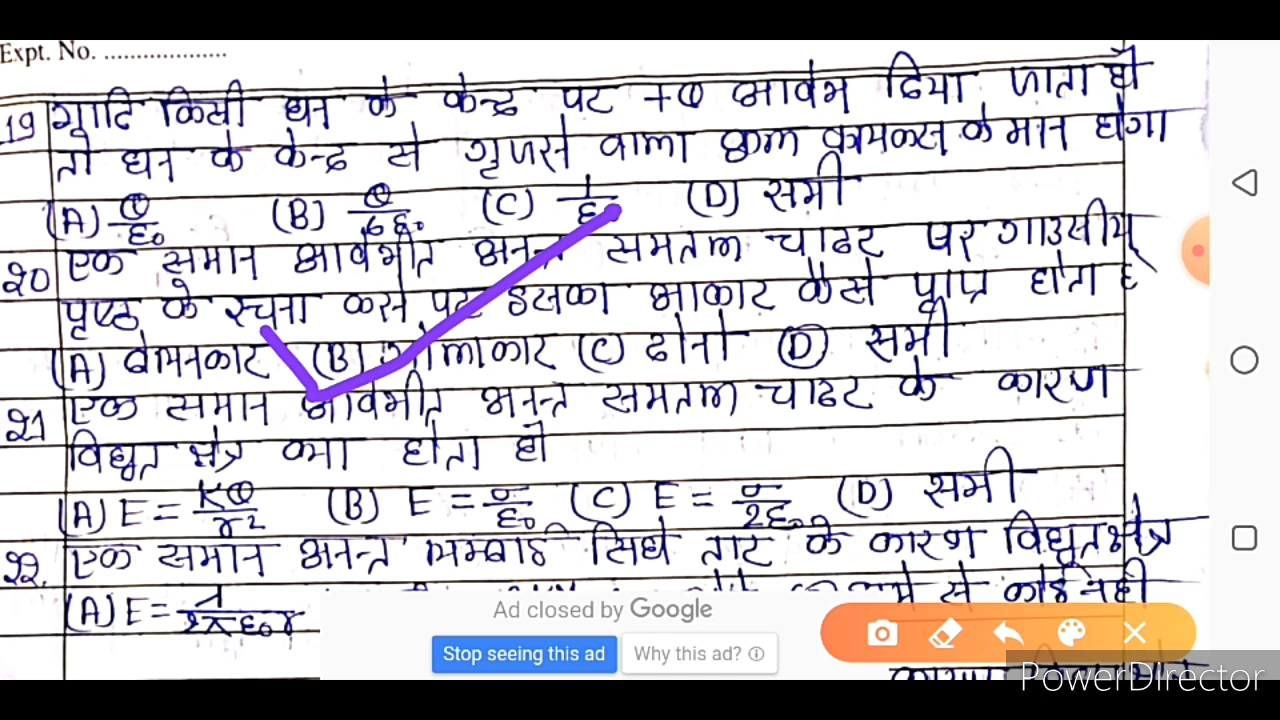 Expt. No. ...................
19 यादि किसी घन के केन्द्र पर +Q आवेश दिया जाता है
तो घन के केन्द्र से गुजरने वाला कुल फ्लक्स के मान होगा
(A) Q/ε₀ (B) Q/6ε₀ (C) 1/ε₀ (D) सभी
20 एक समान आवेशीत अनन्त समतल चादर पर गाउसीय
पृष्ठ के रचना करने पर इसका आकार कैसे प्राप्त होता है
(A) बेलनकार (B) गोलाकार (C) दोनो (D) सभी
21 एक समान आवेशीत अनन्त समतल चादर के कारण
विद्युत क्षेत्र क्या होता है
(A) E = KQ/r² (B) E = σ/ε₀ (C) E = σ/2ε₀ (D) सभी
22. एक समान अनन्त लम्बाई सिधे तार के कारण विद्युत क्षेत्र
(A) E = λ/2πε₀r से कोई नही
Ad closed by Google
Stop seeing this ad Why this ad?
PowerDirector